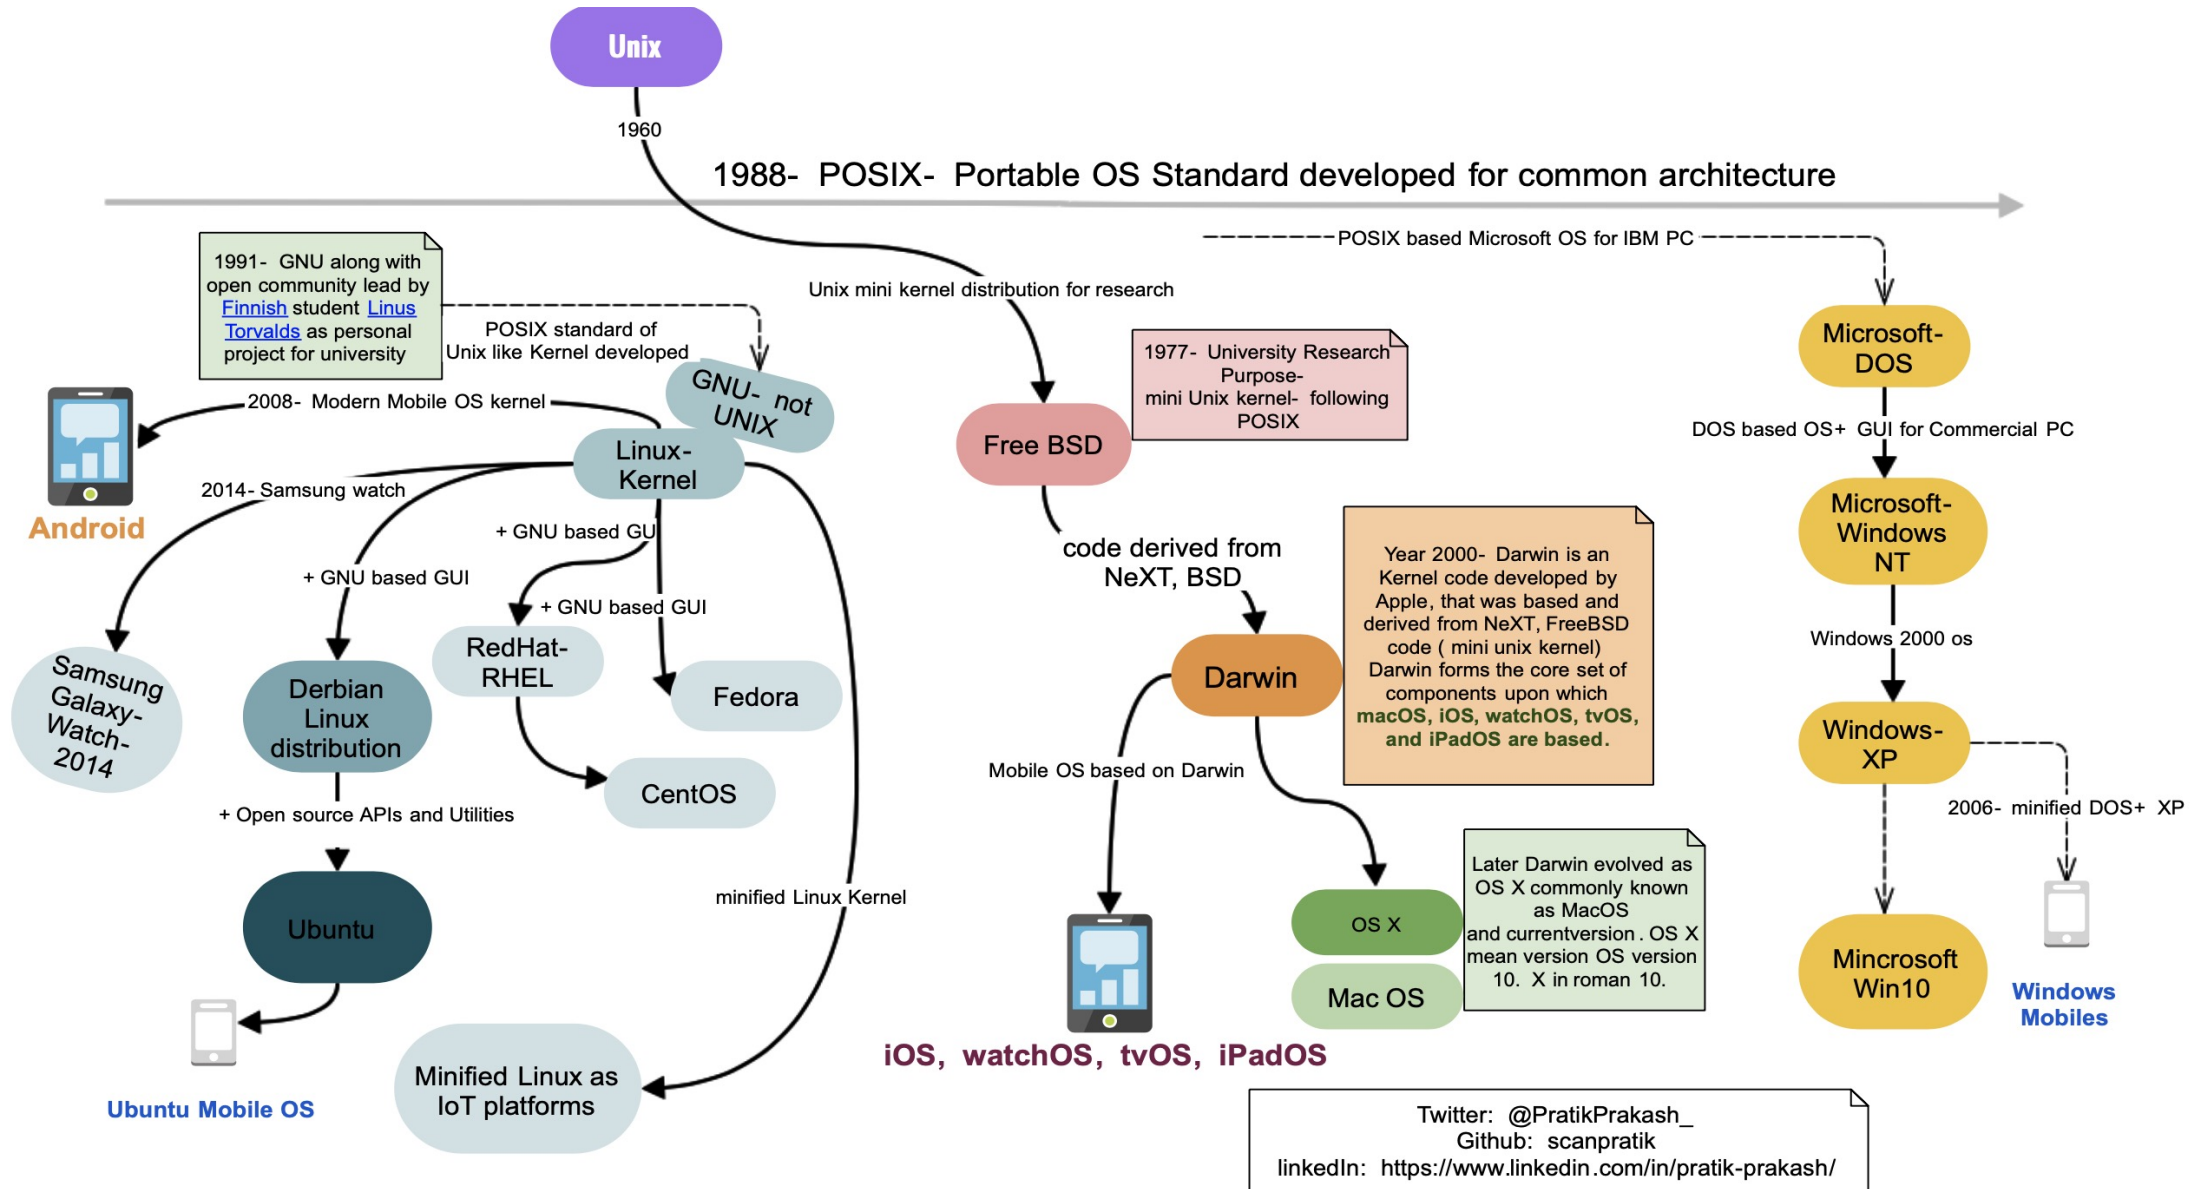 Unix
1960
1988- POSIX- Portable OS Standard developed for common architecture
1991- GNU along with
open community lead by
Finnish student Linus
Torvalds as personal
project for university
POSIX standard of
Unix like Kernel developed
GNU- not
UNIX
2008- Modern Mobile OS kernel
Android
Linux-
Kernel
2014- Samsung watch
Samsung
Galaxy-
Watch-
2014
+ GNU based GUI
Derbian
Linux
distribution
+ GNU based GU
RedHat-
RHEL
+ GNU based GUI
Fedora
CentOS
+ Open source APIs and Utilities
Ubuntu
Ubuntu Mobile OS
minified Linux Kernel
Minified Linux as
IoT platforms
Unix mini kernel distribution for research
1977- University Research
Purpose-
mini Unix kernel- following
POSIX
Free BSD
code derived from
NeXT, BSD
Darwin
Year 2000- Darwin is an
Kernel code developed by
Apple, that was based and
derived from NeXT, FreeBSD
code ( mini unix kernel)
Darwin forms the core set of
components upon which
macOS, iOS, watchOS, tvOS,
and iPadOS are based.
Mobile OS based on Darwin
iOS, watchOS, tvOS, iPadOS
OS X
Mac OS
Later Darwin evolved as
OS X commonly known
as MacOS
and currentversion. OS X
mean version OS version
10. X in roman 10.
POSIX based Microsoft OS for IBM PC
Microsoft-
DOS
DOS based OS+ GUI for Commercial PC
Microsoft-
Windows
NT
Windows 2000 os
Windows-
XP
2006- minified DOS+ XP
Mincrosoft
Win10
Windows
Mobiles
Twitter: @PratikPrakash_
Github: scanpratik
linkedIn: https://www.linkedin.com/in/pratik-prakash/